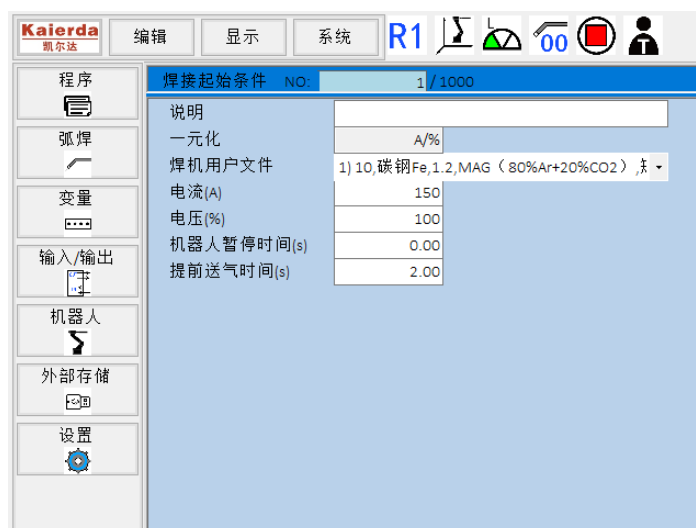 Kaierda
凯尔达
编辑
显示
系统
R1
00
T
程序
弧焊
变量
输入/输出
机器人
外部存储
设置
焊接起始条件 NO: 1 / 1000
说明
一元化 A/%
焊机用户文件 1) 10,碳钢Fe,1.2,MAG（80%Ar+20%CO2）,
电流(A) 150
电压(%) 100
机器人暂停时间(s) 0.00
提前送气时间(s) 2.00